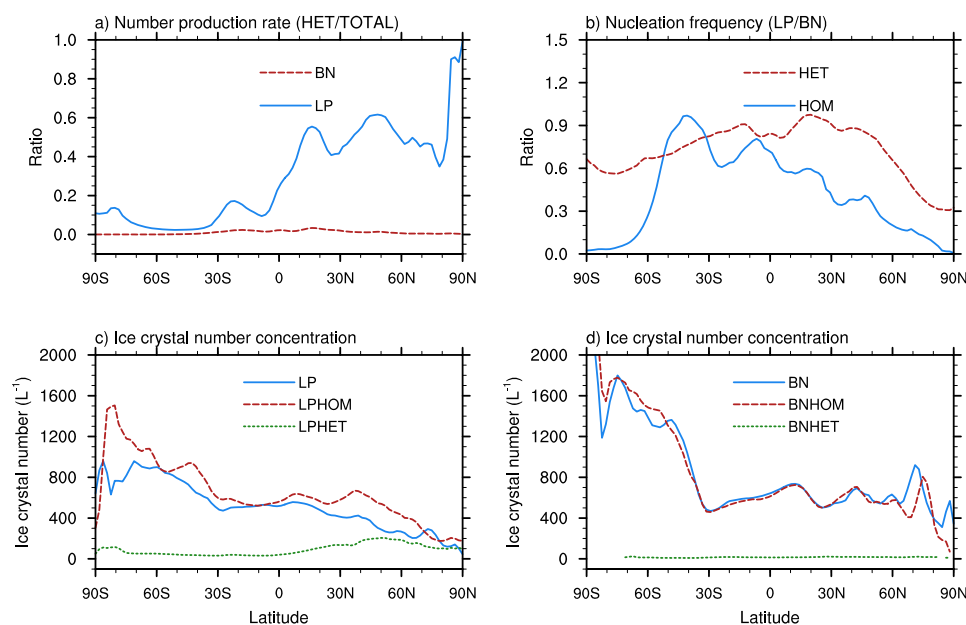 a) Number production rate (HET/TOTAL)
1.0
0.8
0.6
0.4
0.2
0.0
Ratio
BN
LP
90S 60S 30S 0 30N 60N 90N
b) Nucleation frequency (LP/BN)
1.5
1.2
0.9
0.6
0.3
0.0
Ratio
HET
HOM
90S 60S 30S 0 30N 60N 90N
c) Ice crystal number concentration
2000
1600
1200
800
400
0
Ice crystal number (L⁻¹)
LP
LPHOM
LPHET
90S 60S 30S 0 30N 60N 90N
Latitude
d) Ice crystal number concentration
2000
1600
1200
800
400
0
Ice crystal number (L⁻¹)
BN
BNHOM
BNHET
90S 60S 30S 0 30N 60N 90N
Latitude